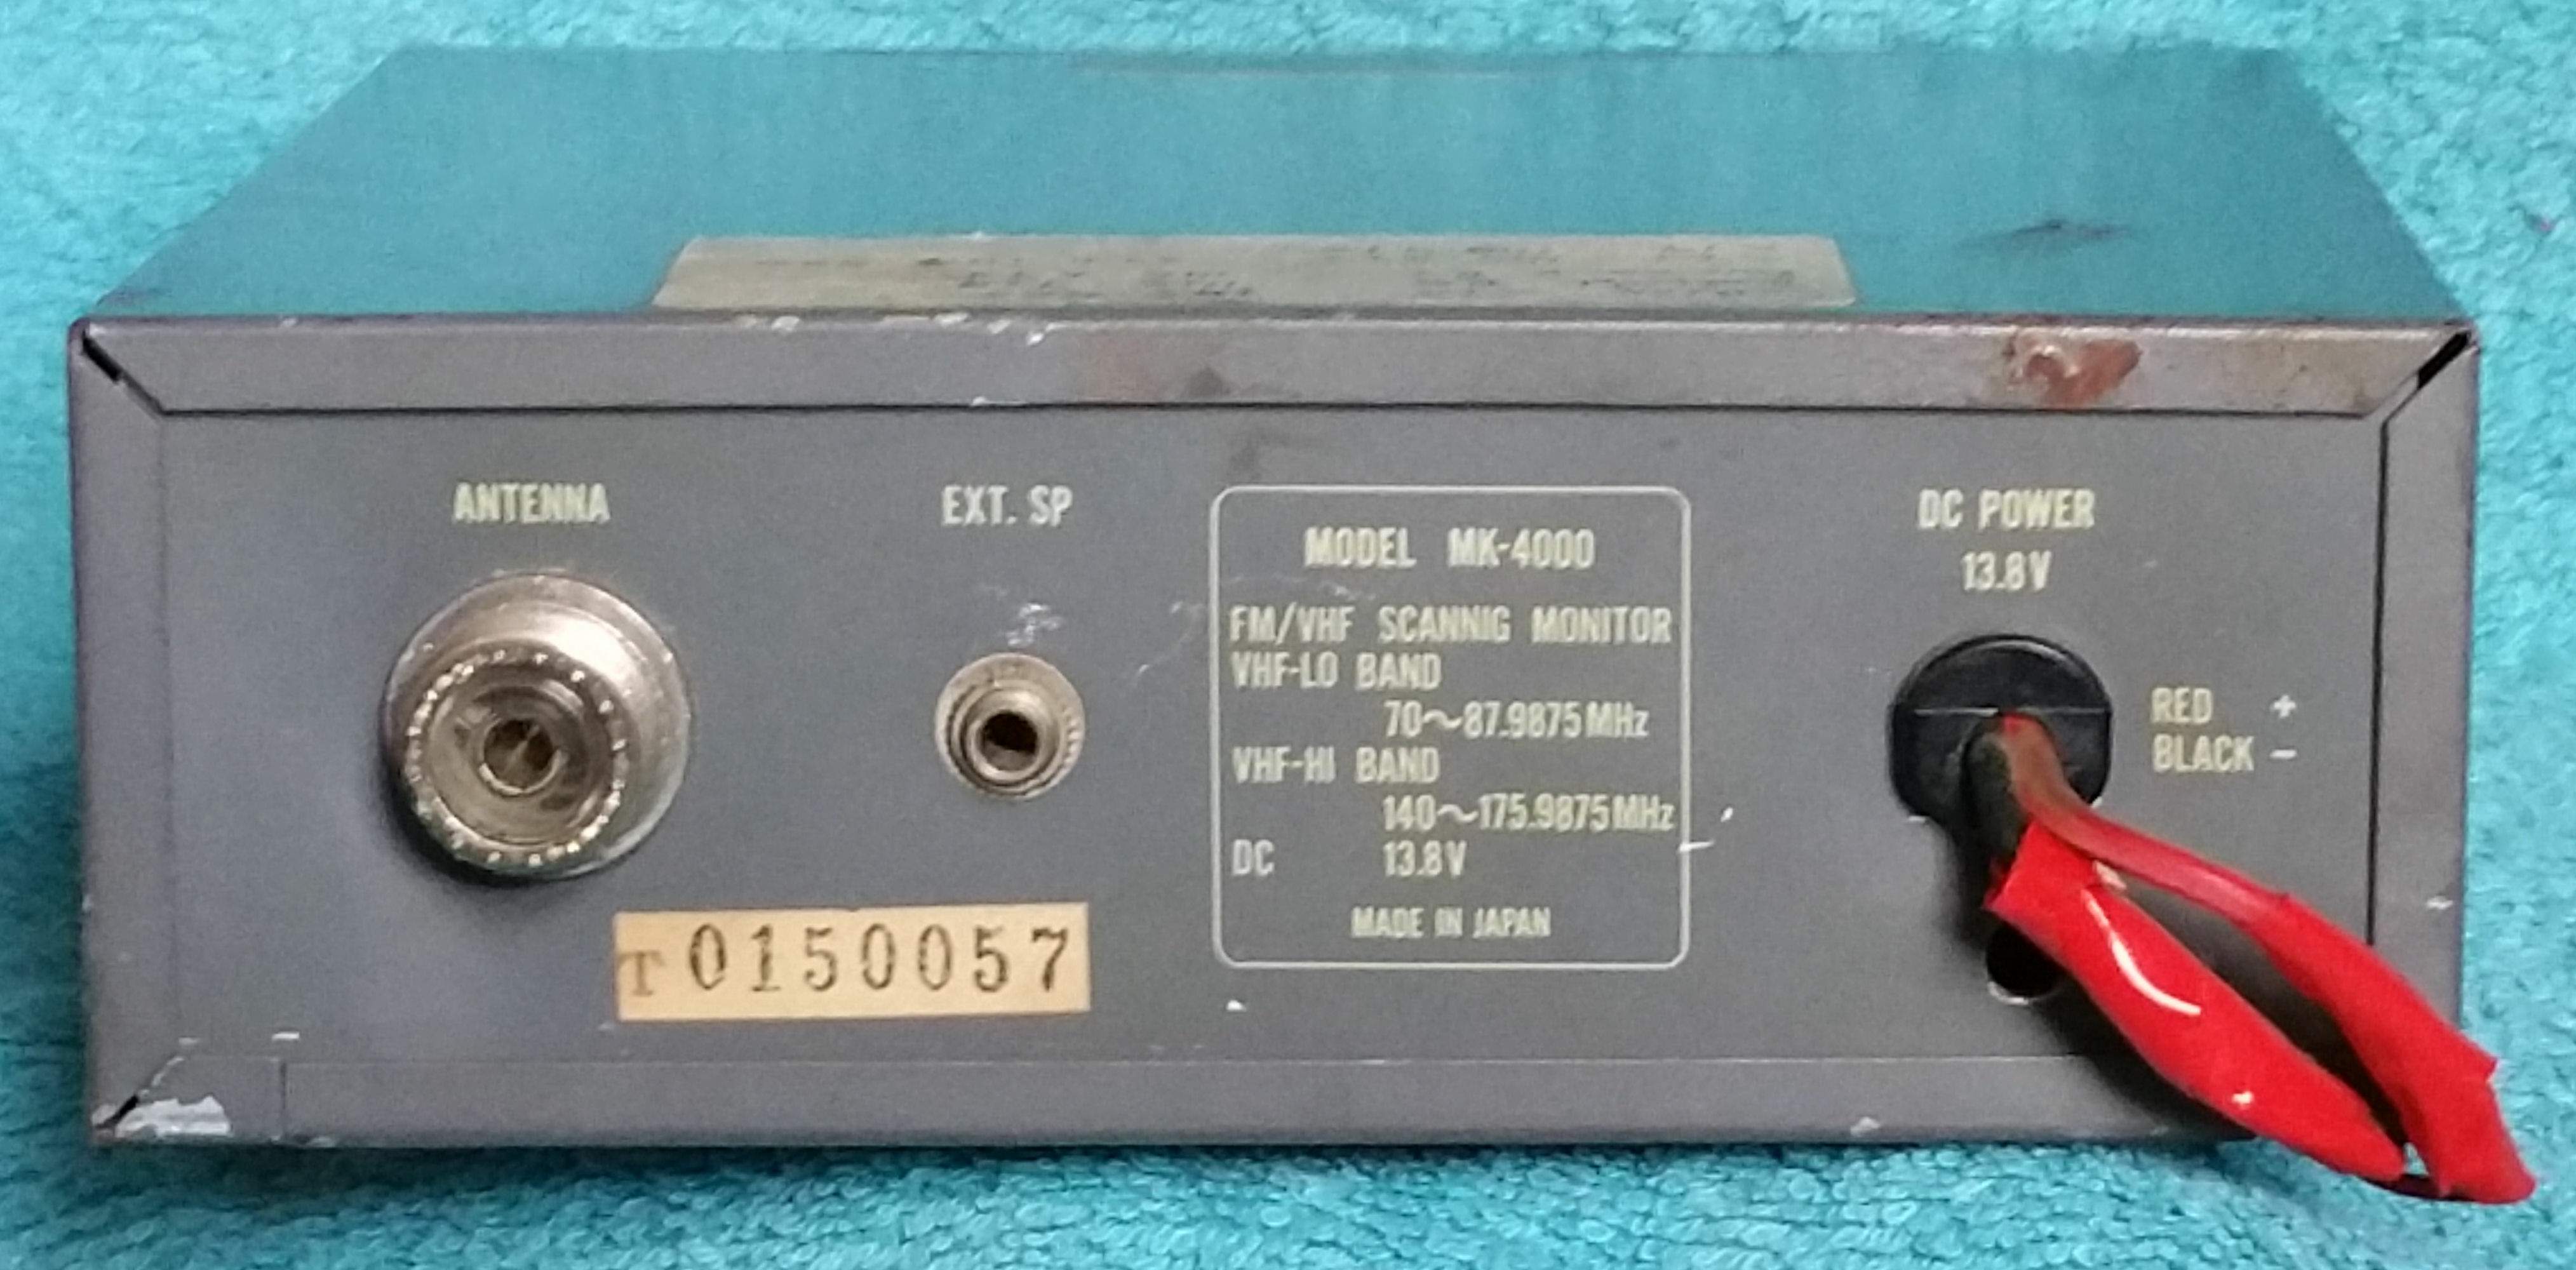 ANTENNA
EXT. SP
MODEL MK-4000
FM/VHF SCANNIG MONITOR
VHF-LO BAND
70~87.9875MHz
VHF-HI BAND
140~175.9875MHz
DC 13.8V
MADE IN JAPAN
DC POWER
13.8V
RED +
BLACK -
T0150057